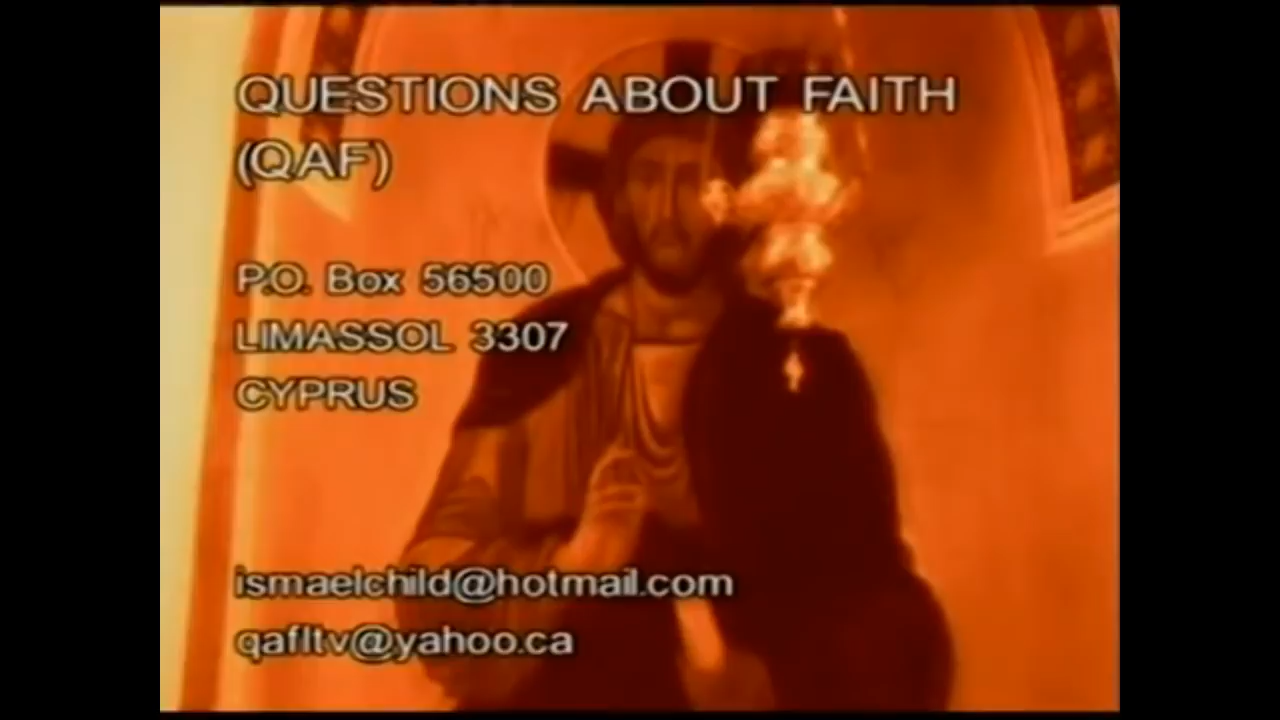 QUESTIONS ABOUT FAITH
(QAF)
P.O. Box 56500
LIMASSOL 3307
CYPRUS
ismaelchild@hotmail.com
qafltv@yahoo.ca